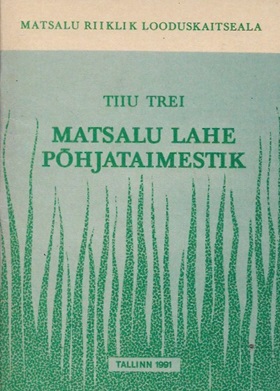 MATSALU RIIKLIK LOODUSKAITSEALA
TIIU TREI
MATSALU LAHE
PÕHJATAIMESTIK
TALLINN 1991